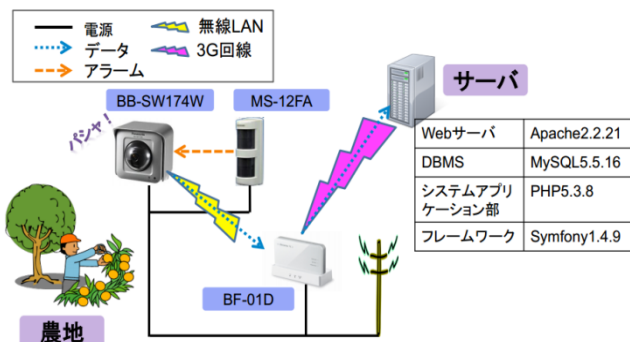 電源
無線LAN
データ
3G回線
アラーム
サーバ
BB-SW174W
MS-12FA
パシャ!
Webサーバ
Apache2.2.21
DBMS
MySQL5.5.16
システムアプリ
ケーション部
PHP5.3.8
フレームワーク
Symfony1.4.9
BF-01D
農地